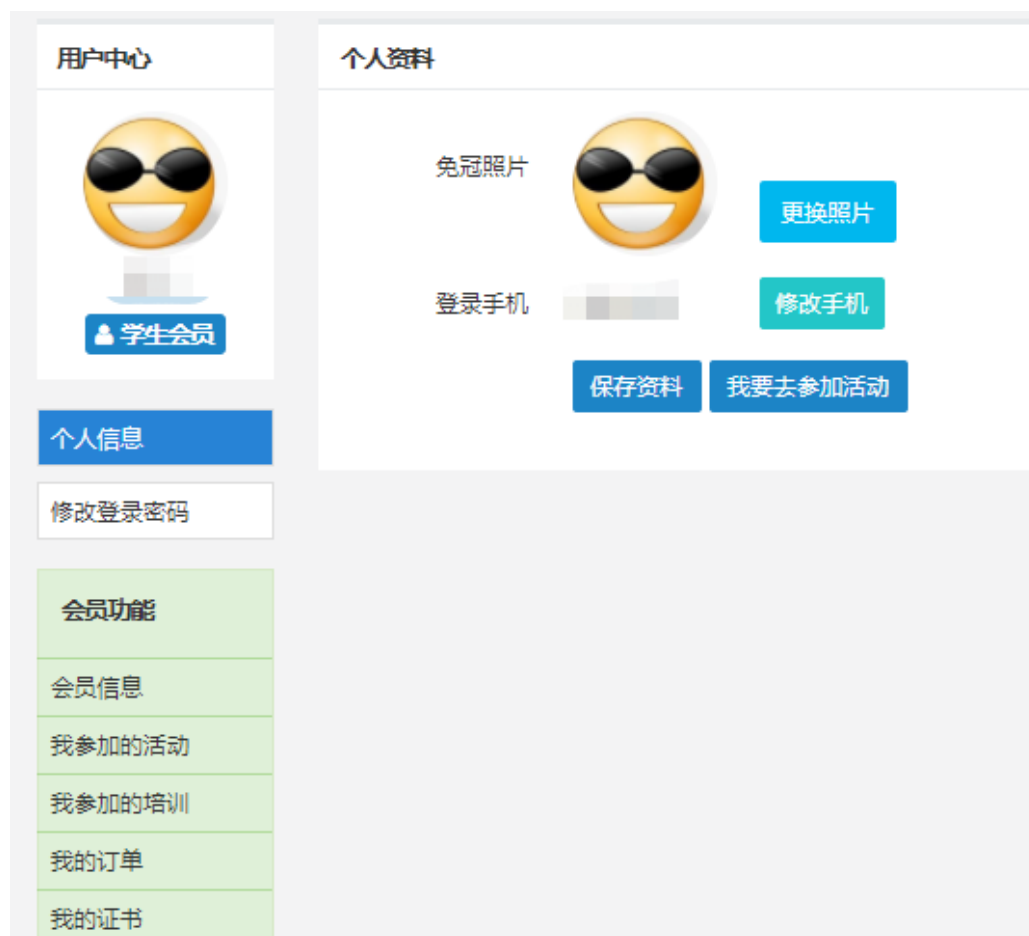 用户中心
学生会员
个人信息
修改登录密码
会员功能
会员信息
我参加的活动
我参加的培训
我的订单
我的证书
个人资料
免冠照片
更换照片
登录手机
修改手机
保存资料 我要去参加活动